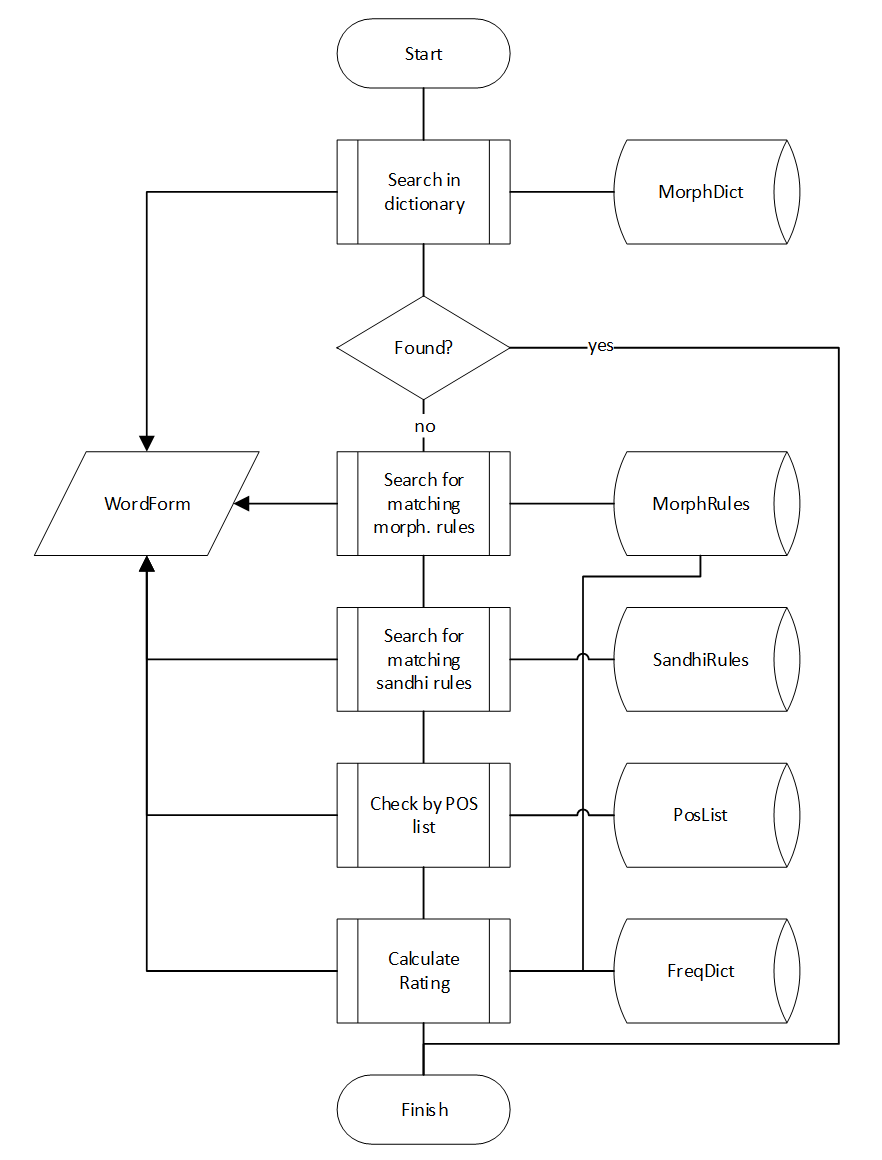 Start
Search in
dictionary
MorphDict
Found?
yes
no
WordForm
Search for
matching
morph. rules
MorphRules
Search for
matching
sandhi rules
SandhiRules
Check by POS
list
PosList
Calculate
Rating
FreqDict
Finish